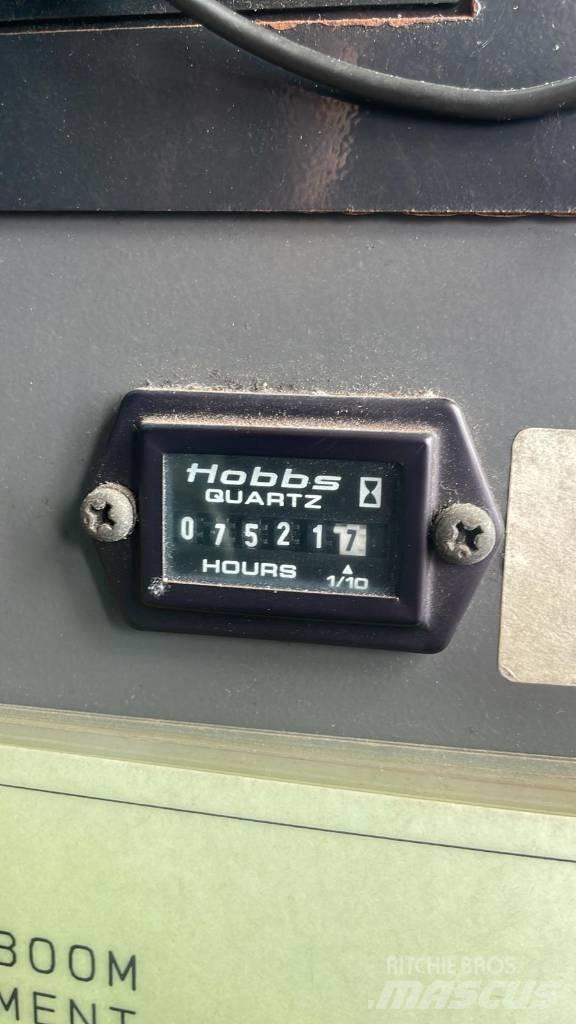 Hobbs
QUARTZ
075217
HOURS 1/10
BOOM
MENT
RITCHIE BROS.
MASCUS